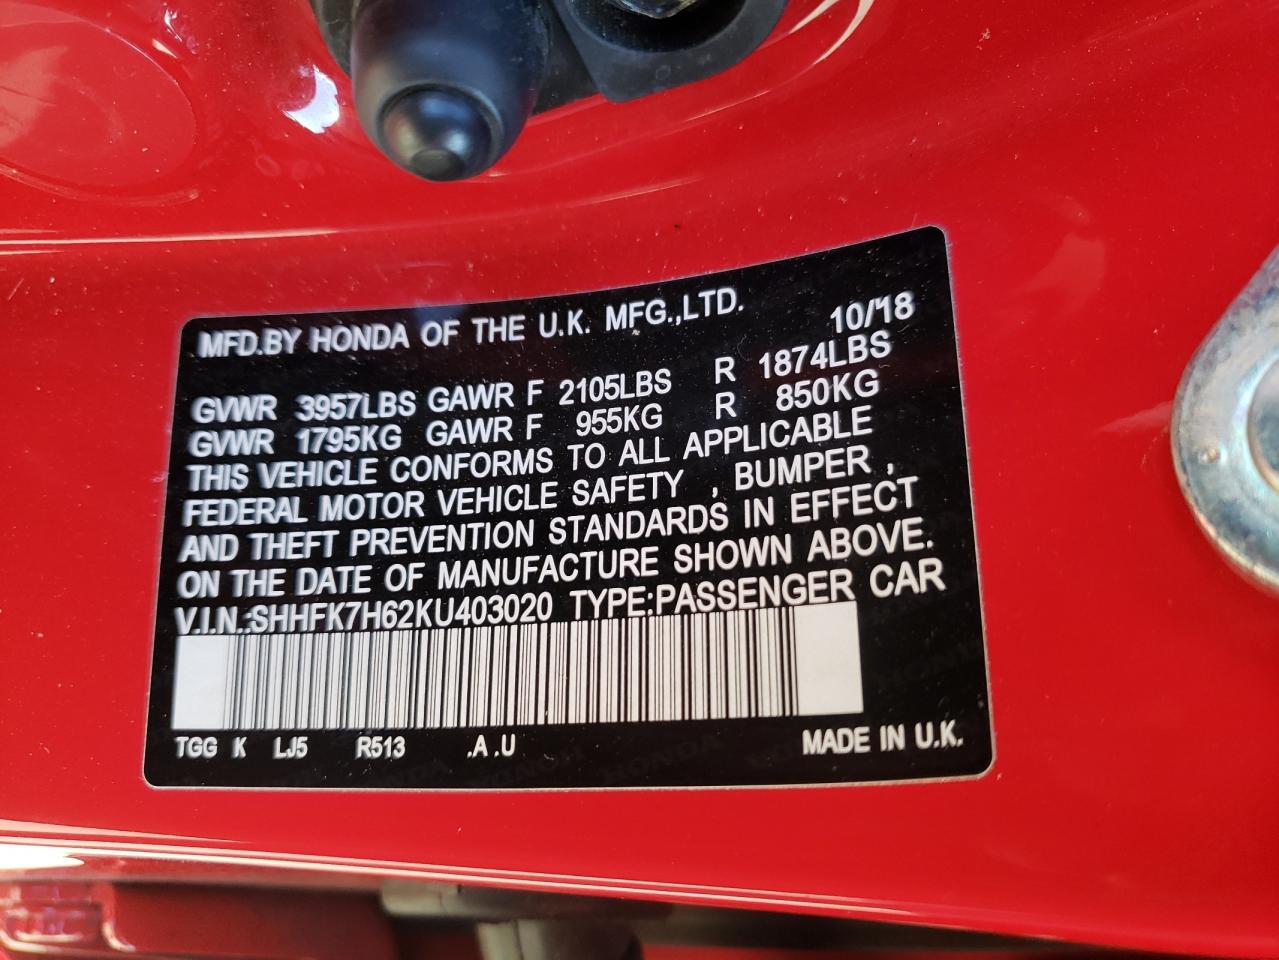 MFD.BY HONDA OF THE U.K. MFG.,LTD. 10/'18
GVWR 3957LBS GAWR F 2105LBS R 1874LBS
GVWR 1795KG GAWR F 955KG R 850KG
THIS VEHICLE CONFORMS TO ALL APPLICABLE
FEDERAL MOTOR VEHICLE SAFETY , BUMPER ,
AND THEFT PREVENTION STANDARDS IN EFFECT
ON THE DATE OF MANUFACTURE SHOWN ABOVE.
V.I.N.:SHHFK7H62KU403020 TYPE:PASSENGER CAR
TGG K LJ5 R513 .A .U MADE IN U.K.
HONDA